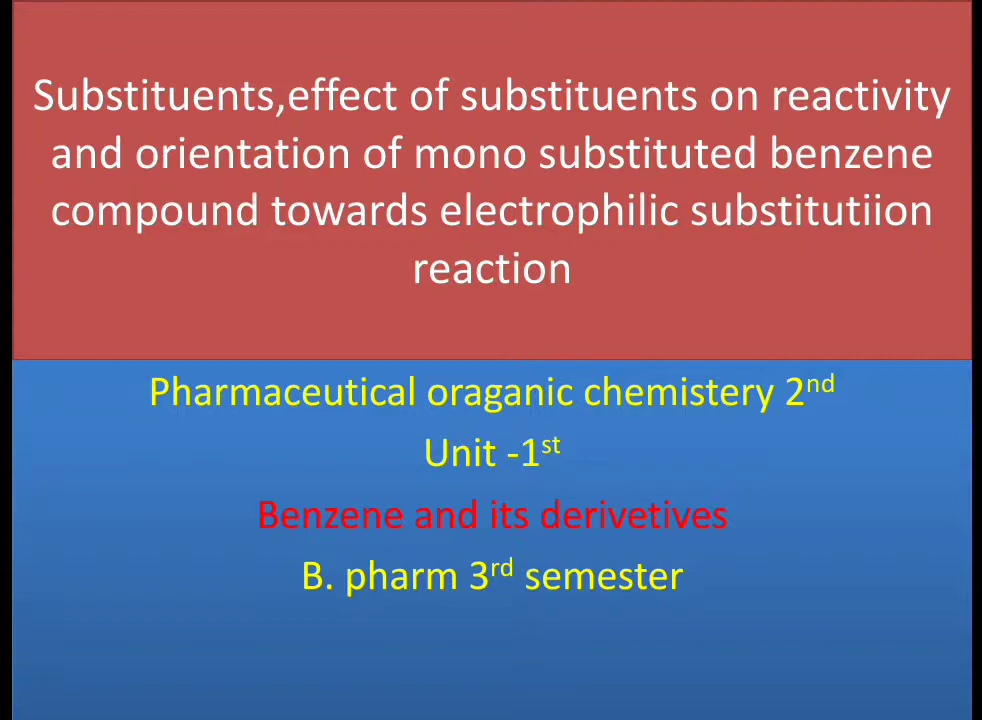 Substituents,effect of substituents on reactivity
and orientation of mono substituted benzene
compound towards electrophilic substitutiion
reaction
Pharmaceutical oraganic chemistery 2nd
Unit -1st
Benzene and its derivetives
B. pharm 3rd semester